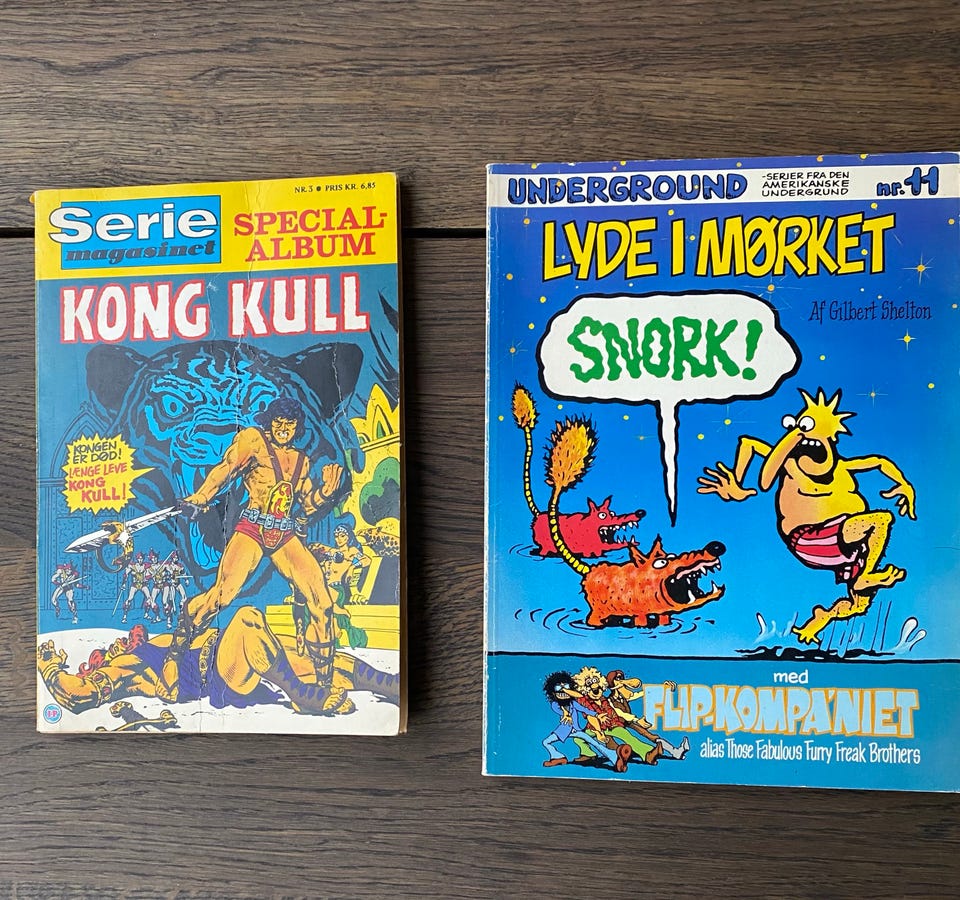 NR. 3 ● PRIS KR. 6,85
Serie
magasinet
SPECIAL-
ALBUM
KONG KULL
KONGEN
ER DØD!
LÆNGE LEVE
KONG
KULL!
UNDERGROUND
-SERIER FRA DEN
AMERIKANSKE
UNDERGRUND
nr. 11
LYDE I MØRKET
Af Gilbert Shelton
SNORK!
med
FLIP-KOMPA'NIET
alias Those Fabulous Furry Freak Brothers